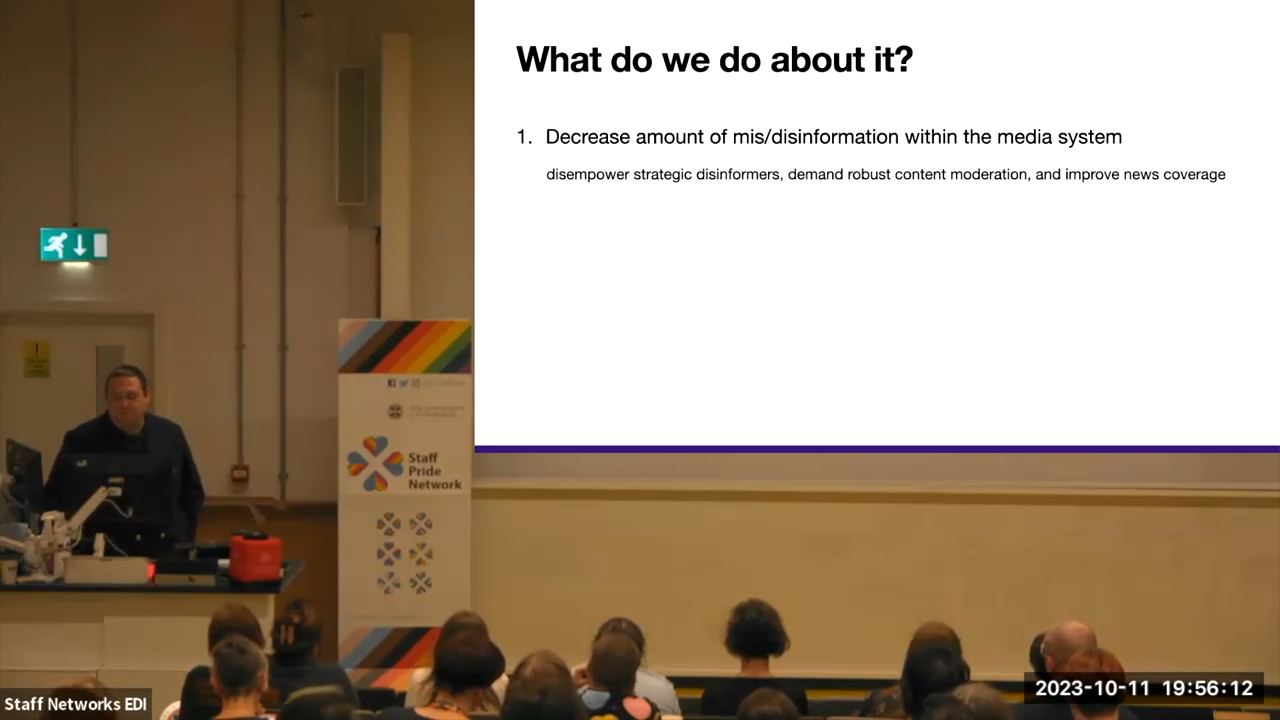 What do we do about it?
1. Decrease amount of mis/disinformation within the media system
disempower strategic disinformers, demand robust content moderation, and improve news coverage
Staff
Pride
Network
Staff Networks EDI
2023-10-11 19:56:12